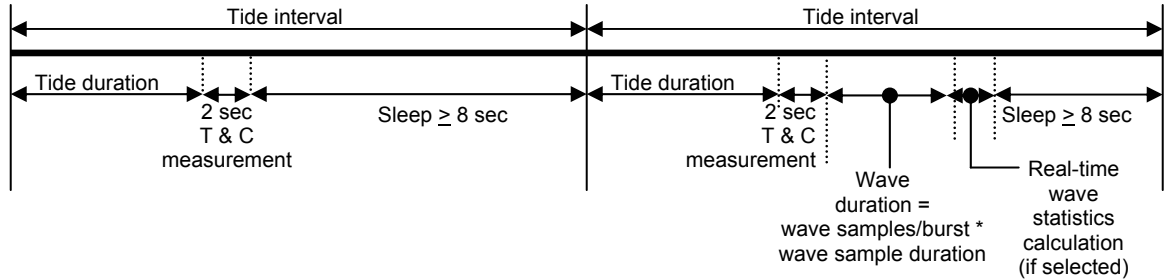 Tide interval
Tide interval
Tide duration
2 sec
T & C
measurement
Sleep ≥ 8 sec
Tide duration
2 sec
T & C
measurement
Wave
duration =
wave samples/burst *
wave sample duration
Real-time
wave
statistics
calculation
(if selected)
Sleep ≥ 8 sec